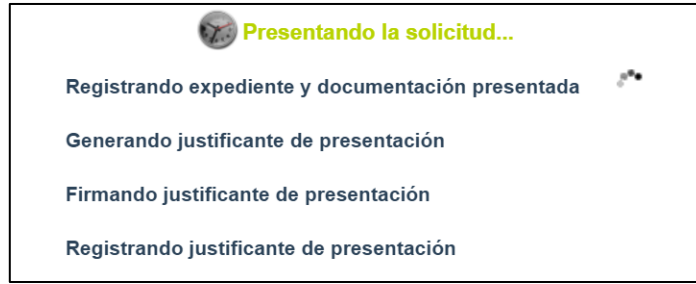 Presentando la solicitud...
Registrando expediente y documentación presentada
Generando justificante de presentación
Firmando justificante de presentación
Registrando justificante de presentación